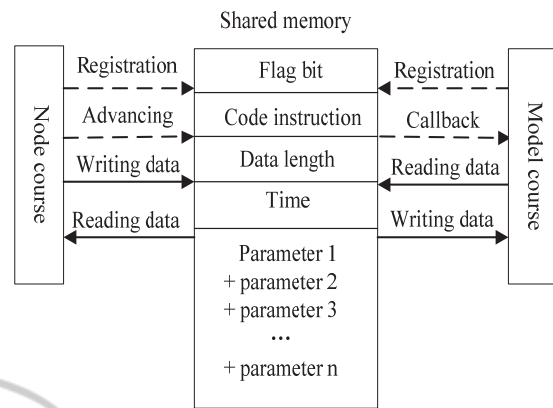 Shared memory
Node course
Registration
Advancing
Writing data
Reading data
Flag bit
Code instruction
Data length
Time
Parameter 1
+ parameter 2
+ parameter 3
...
+ parameter n
Registration
Callback
Reading data
Writing data
Model course